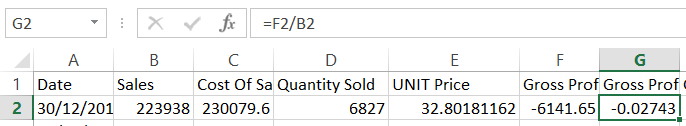 G2 fx =F2/B2
A B C D E F G
1 Date Sales Cost Of Sa Quantity Sold UNIT Price Gross Prof Gross Prof
2 30/12/201 223938 230079.6 6827 32.80181162 -6141.65 -0.02743